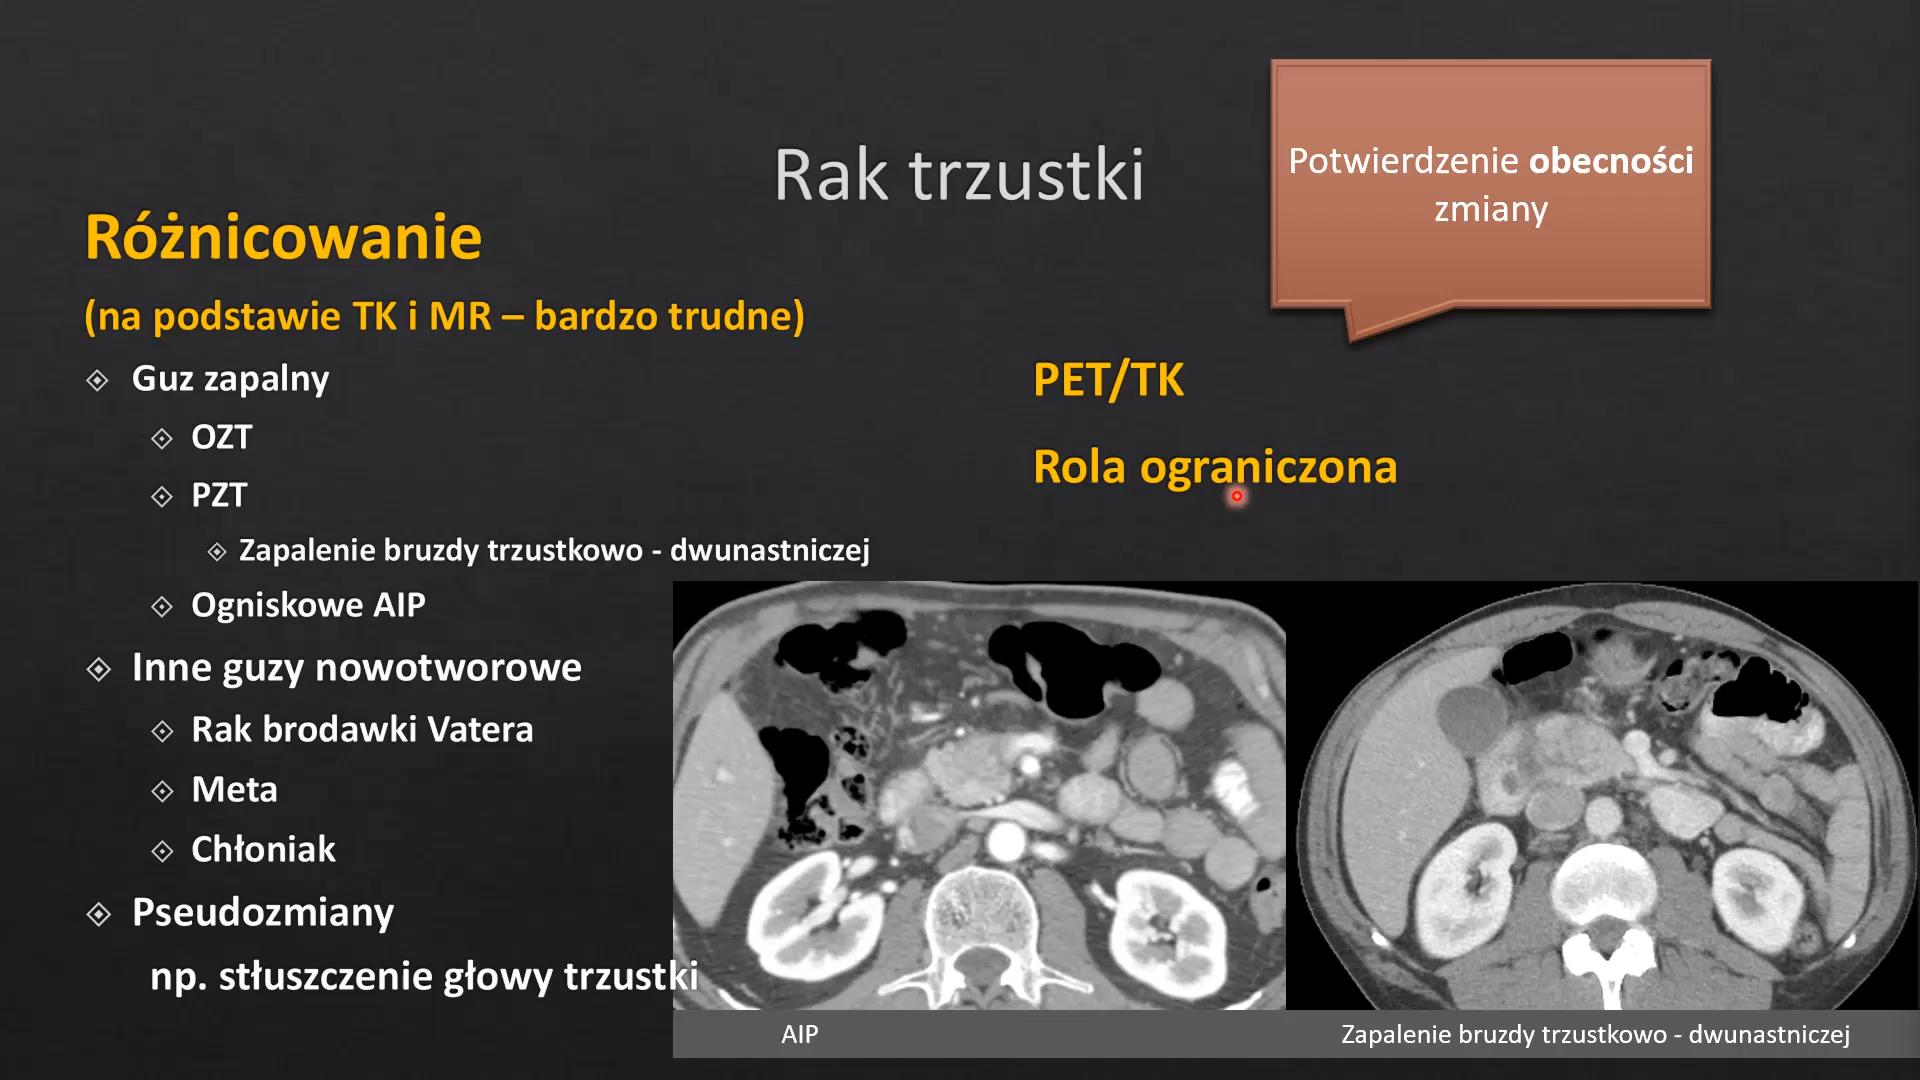 Rak trzustki
Potwierdzenie obecności
zmiany
Różnicowanie
(na podstawie TK i MR – bardzo trudne)
Guz zapalny
OZT
PZT
Zapalenie bruzdy trzustkowo - dwunastniczej
Ogniskowe AIP
Inne guzy nowotworowe
Rak brodawki Vatera
Meta
Chłoniak
Pseudozmiany
np. stłuszczenie głowy trzustki
PET/TK
Rola ograniczona
AIP
Zapalenie bruzdy trzustkowo - dwunastniczej